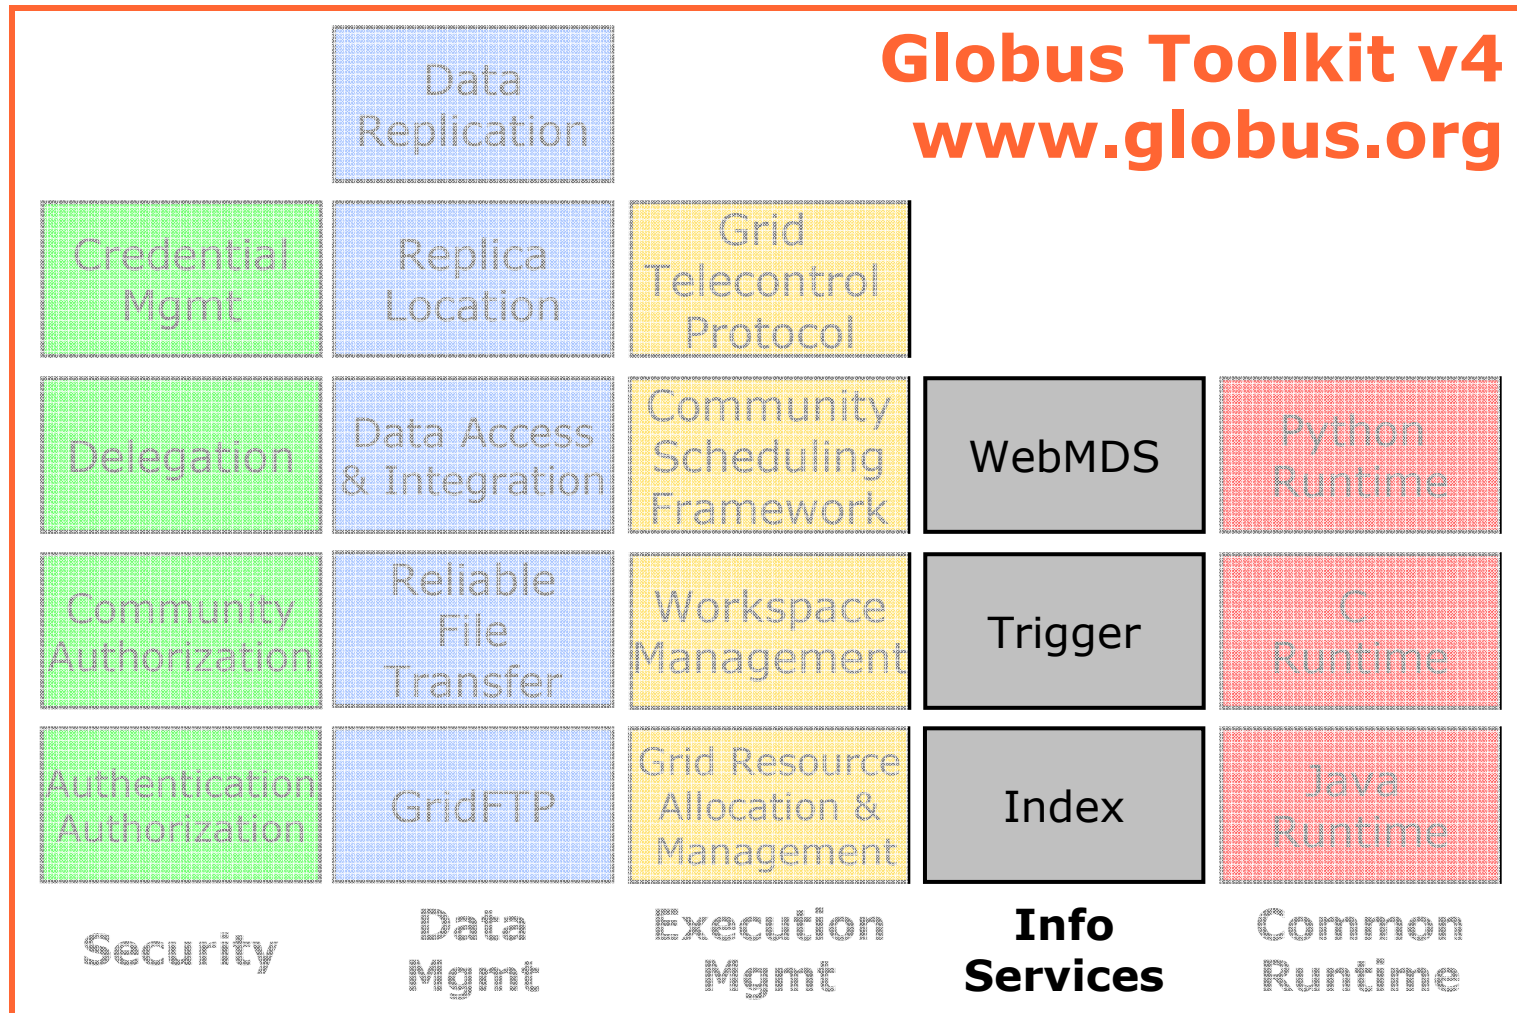 Globus Toolkit v4
www.globus.org
Data
Replication
Credential
Mgmt
Replica
Location
Grid
Telecontrol
Protocol
Delegation
Data Access
& Integration
Community
Scheduling
Framework
WebMDS
Python
Runtime
Community
Authorization
Reliable
File
Transfer
Workspace
Management
Trigger
C
Runtime
Authentication
Authorization
GridFTP
Grid Resource
Allocation &
Management
Index
Java
Runtime
Security
Data
Mgmt
Execution
Mgmt
Info
Services
Common
Runtime